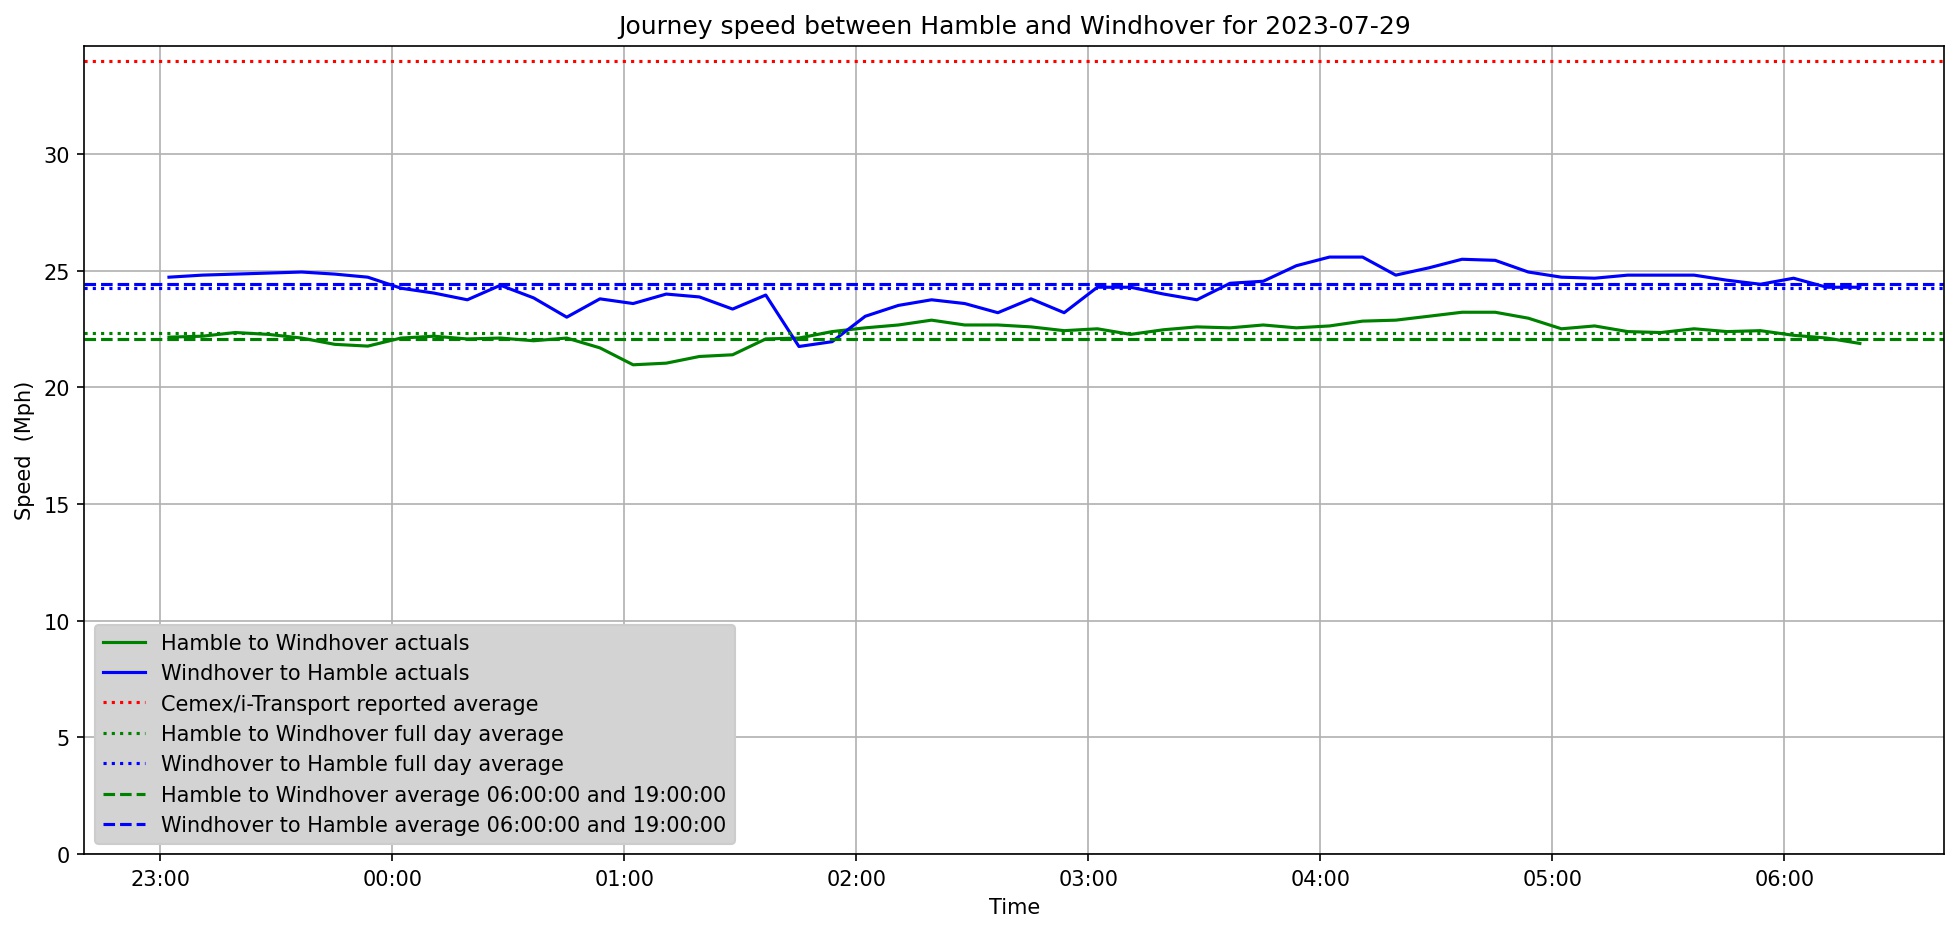 Journey speed between Hamble and Windhover for 2023-07-29
Speed (Mph)
30
25
20
15
10
5
0
Hamble to Windhover actuals
Windhover to Hamble actuals
Cemex/i-Transport reported average
Hamble to Windhover full day average
Windhover to Hamble full day average
Hamble to Windhover average 06:00:00 and 19:00:00
Windhover to Hamble average 06:00:00 and 19:00:00
23:00 00:00 01:00 02:00 03:00 04:00 05:00 06:00
Time